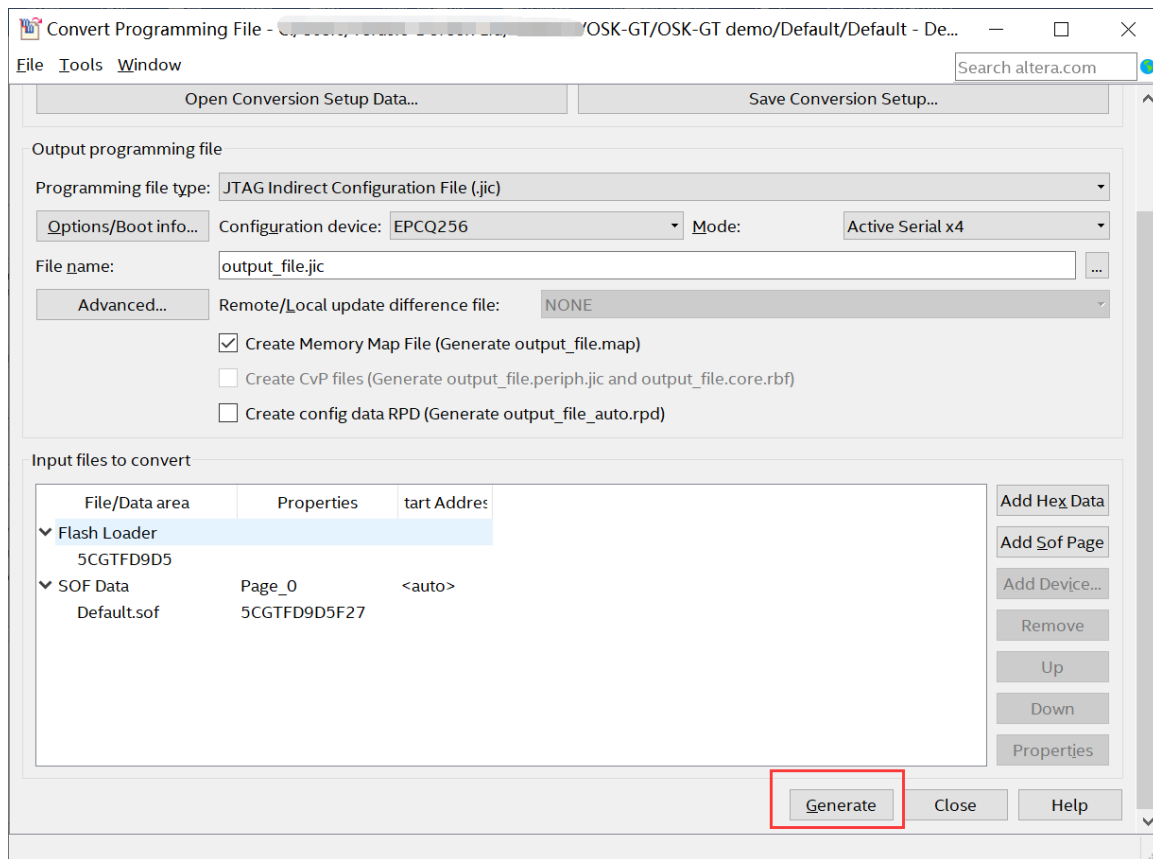 Convert Programming File - /OSK-GT/OSK-GT demo/Default/Default - De...
File Tools Window
Search altera.com
Open Conversion Setup Data... Save Conversion Setup...
Output programming file
Programming file type: JTAG Indirect Configuration File (.jic)
Options/Boot info... Configuration device: EPCQ256 Mode: Active Serial x4
File name: output_file.jic ...
Advanced... Remote/Local update difference file: NONE
Create Memory Map File (Generate output_file.map)
Create CvP files (Generate output_file.periph.jic and output_file.core.rbf)
Create config data RPD (Generate output_file_auto.rpd)
Input files to convert
File/Data area Properties tart Addres
Add Hex Data
Flash Loader
Add Sof Page
5CGTFD9D5
SOF Data Page_0 <auto>
Add Device...
Default.sof 5CGTFD9D5F27
Remove
Up
Down
Properties
Generate Close Help